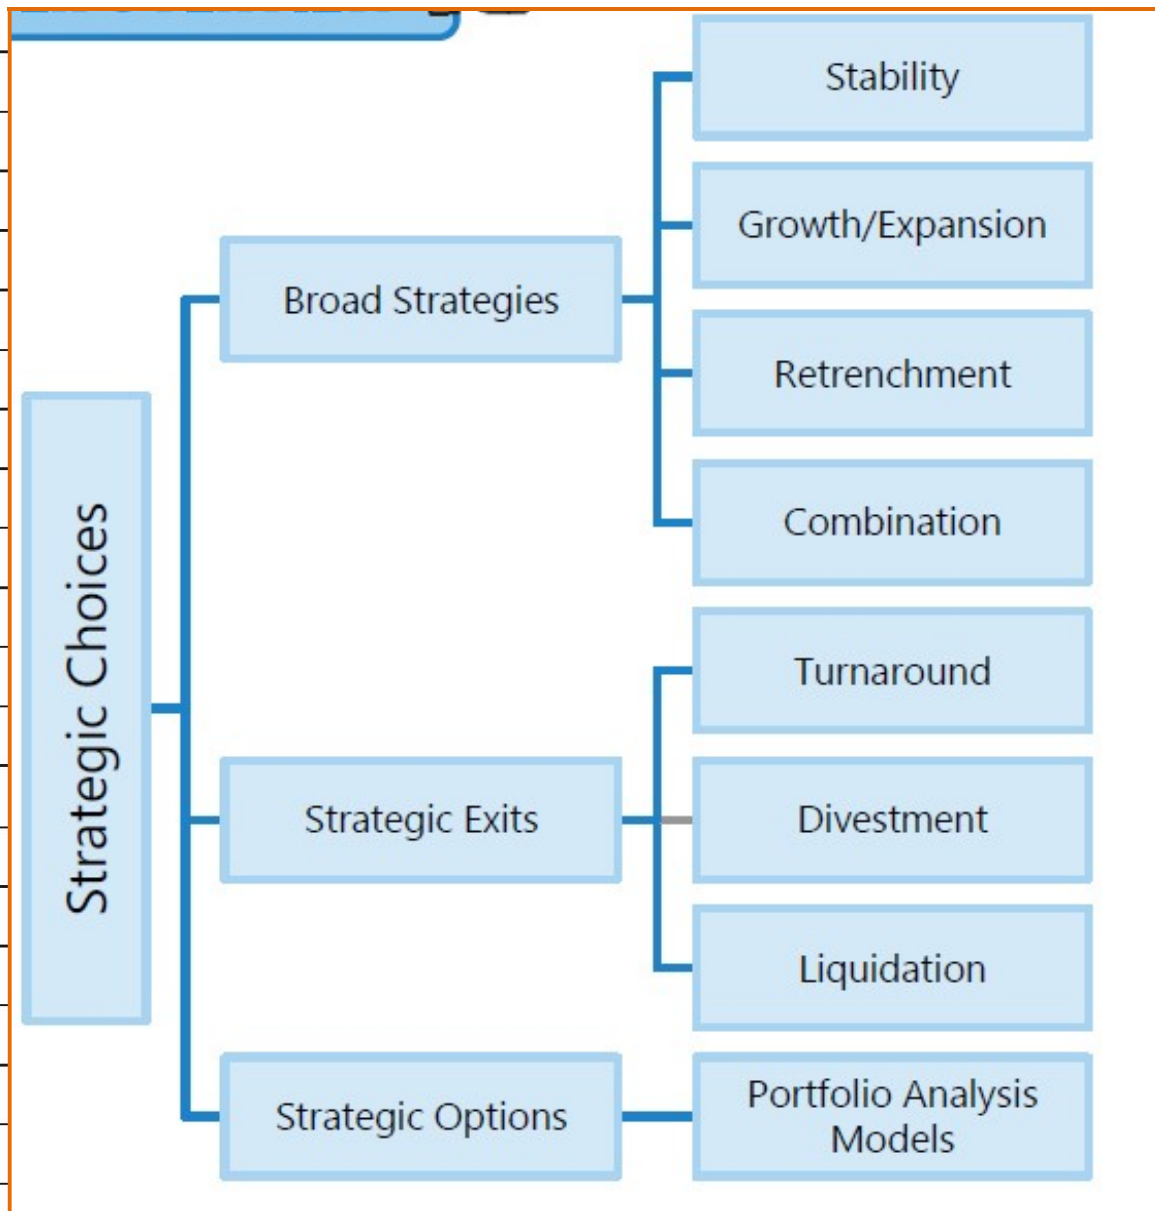 Stability
Growth/Expansion
Broad Strategies
Retrenchment
Combination
Strategic Choices
Turnaround
Strategic Exits
Divestment
Liquidation
Strategic Options
Portfolio Analysis
Models